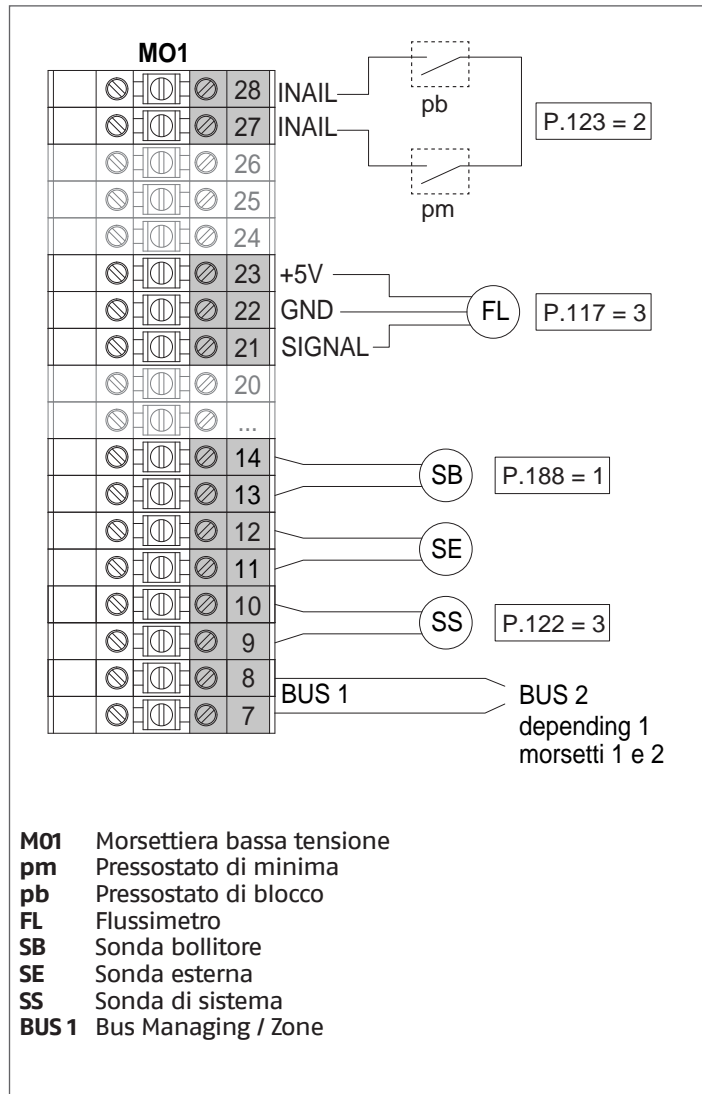 MO1
28 INAIL
pb
27 INAIL
P.123 = 2
26
pm
25
24
23 +5V
22 GND FL P.117 = 3
21 SIGNAL
20
...
14
SB P.188 = 1
13
12
SE
11
10
SS P.122 = 3
9
8
BUS 1 BUS 2
7
depending 1
morsetti 1 e 2
M01 Morsettiera bassa tensione
pm Pressostato di minima
pb Pressostato di blocco
FL Flussimetro
SB Sonda bollitore
SE Sonda esterna
SS Sonda di sistema
BUS 1 Bus Managing / Zone